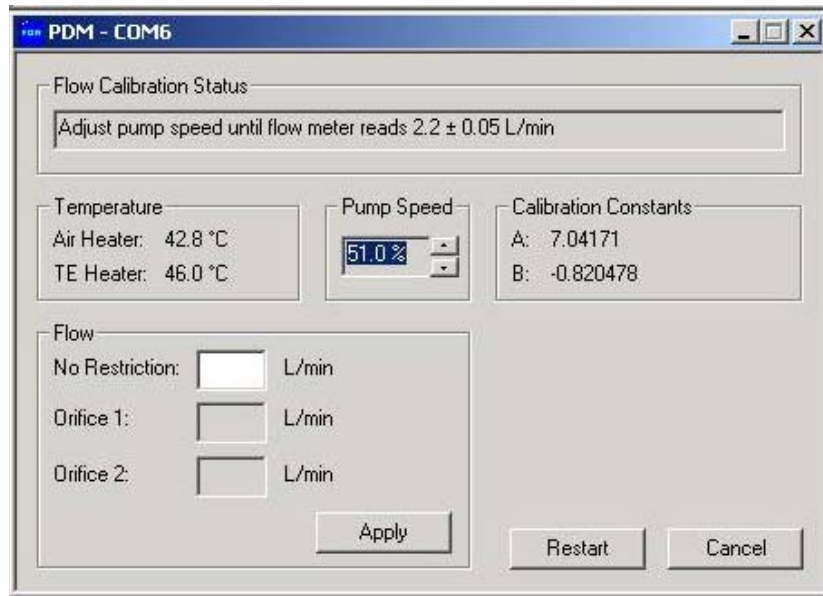 PDM - COM6
Flow Calibration Status
Adjust pump speed until flow meter reads 2.2 ± 0.05 L/min
Temperature
Air Heater: 42.8 °C
TE Heater: 46.0 °C
Pump Speed
51.0 %
Calibration Constants
A: 7.04171
B: -0.820478
Flow
No Restriction: L/min
Orifice 1: L/min
Orifice 2: L/min
Apply
Restart
Cancel